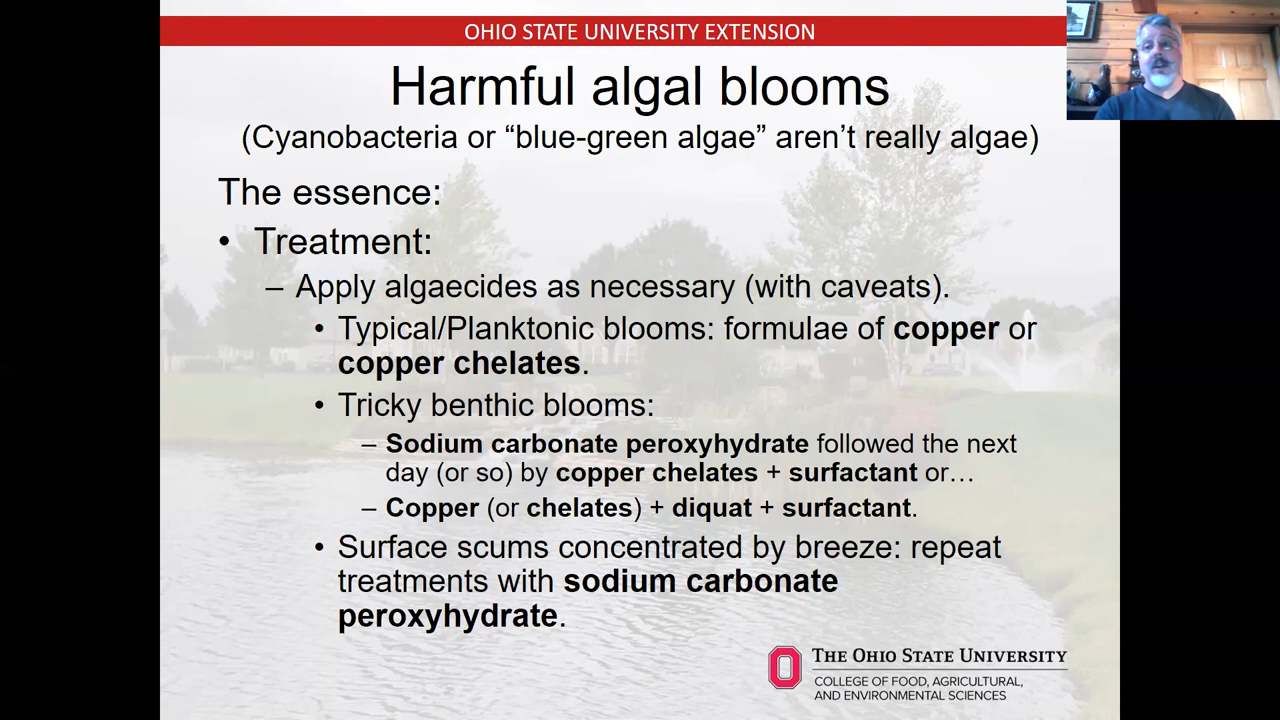 OHIO STATE UNIVERSITY EXTENSION
Harmful algal blooms
(Cyanobacteria or “blue-green algae” aren’t really algae)
The essence:
• Treatment:
– Apply algaecides as necessary (with caveats).
• Typical/Planktonic blooms: formulae of copper or
copper chelates.
• Tricky benthic blooms:
– Sodium carbonate peroxyhydrate followed the next
day (or so) by copper chelates + surfactant or…
– Copper (or chelates) + diquat + surfactant.
• Surface scums concentrated by breeze: repeat
treatments with sodium carbonate
peroxyhydrate.
THE OHIO STATE UNIVERSITY
COLLEGE OF FOOD, AGRICULTURAL,
AND ENVIRONMENTAL SCIENCES